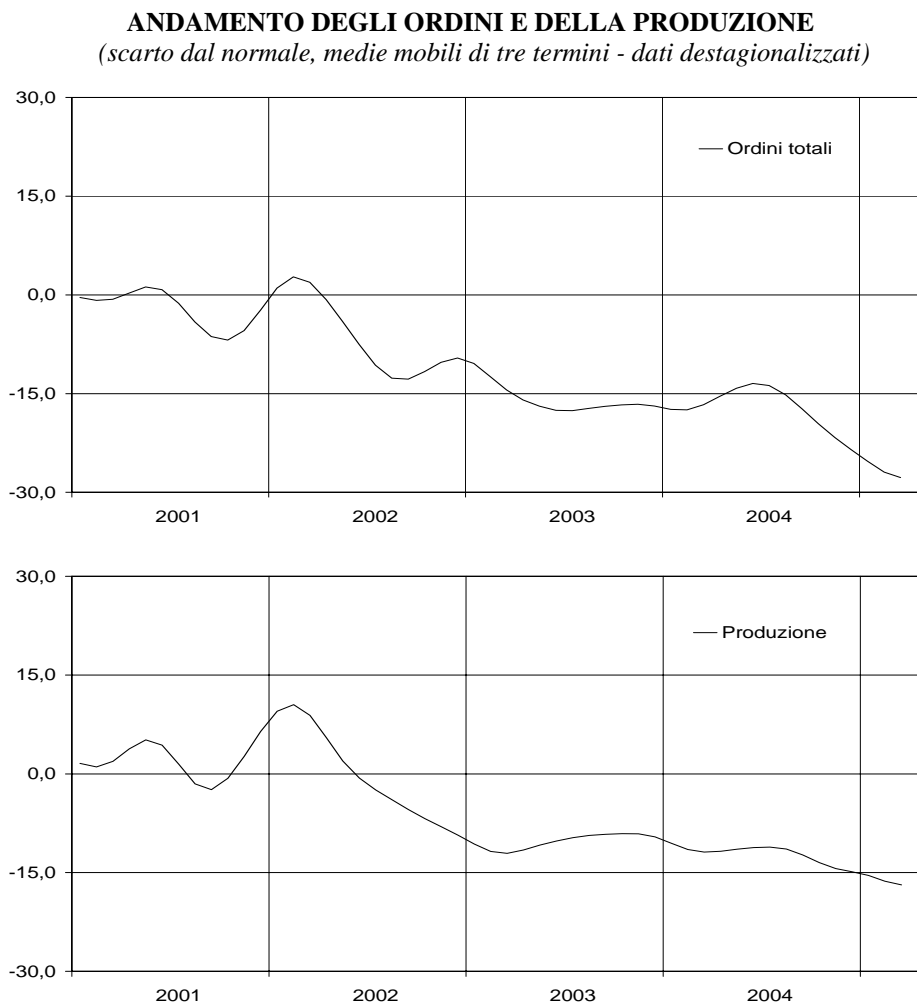 ANDAMENTO DEGLI ORDINI E DELLA PRODUZIONE
(scarto dal normale, medie mobili di tre termini - dati destagionalizzati)
30,0
Ordini totali
15,0
0,0
-15,0
-30,0
2001 2002 2003 2004
30,0
Produzione
15,0
0,0
-15,0
-30,0
2001 2002 2003 2004